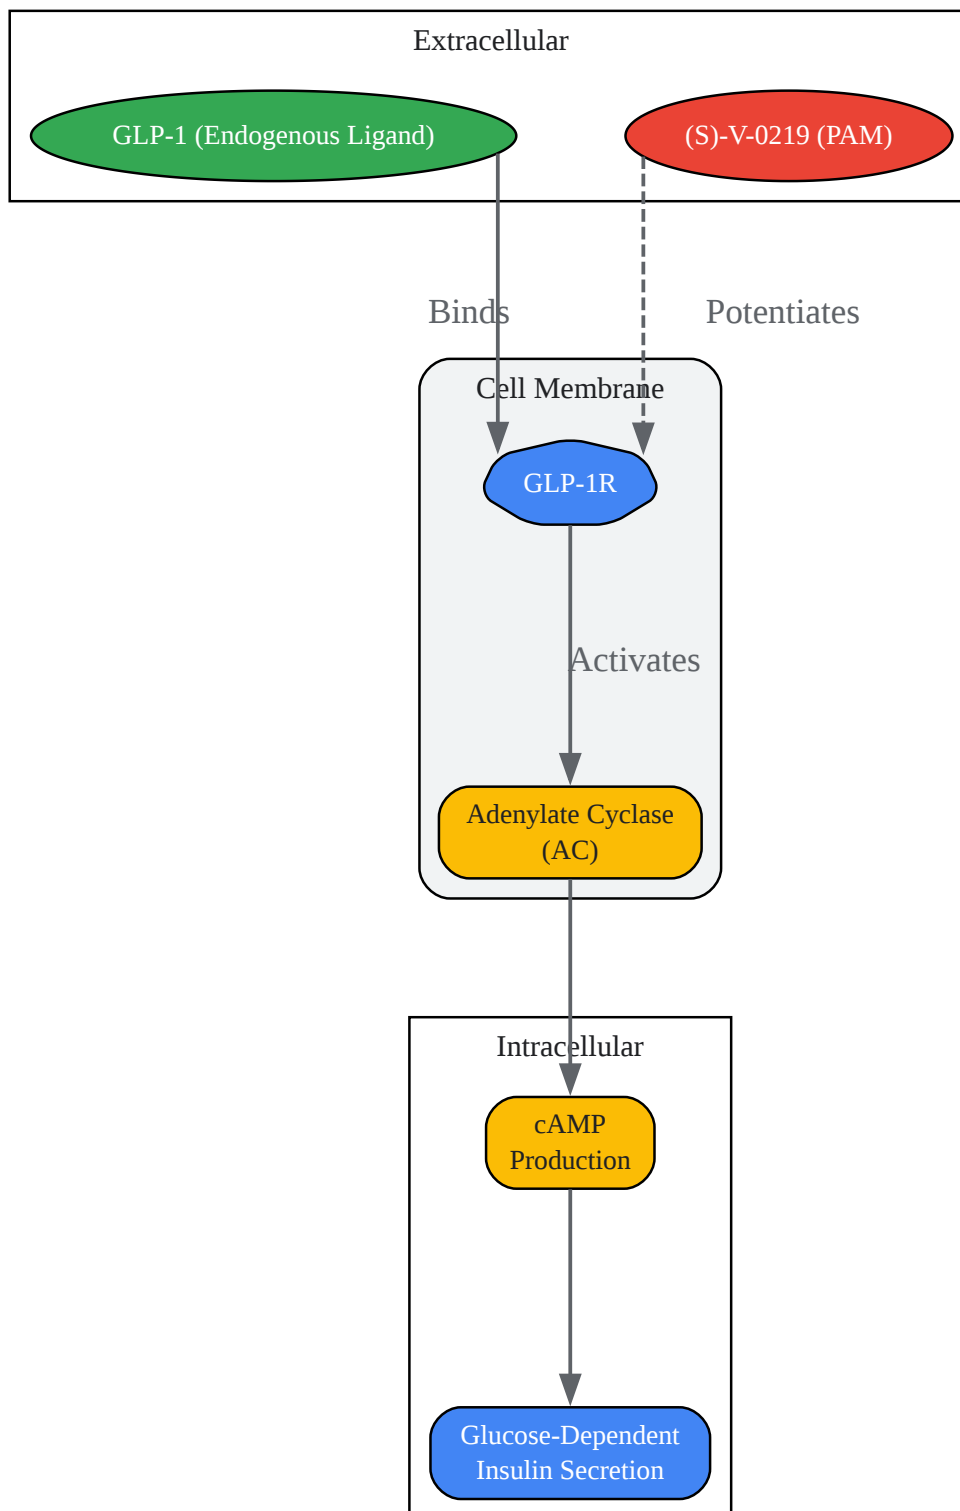 Extracellular
GLP-1 (Endogenous Ligand)
(S)-V-0219 (PAM)
Binds
Potentiates
Cell Membrane
GLP-1R
Activates
Adenylate Cyclase
(AC)
Intracellular
cAMP
Production
Glucose-Dependent
Insulin Secretion